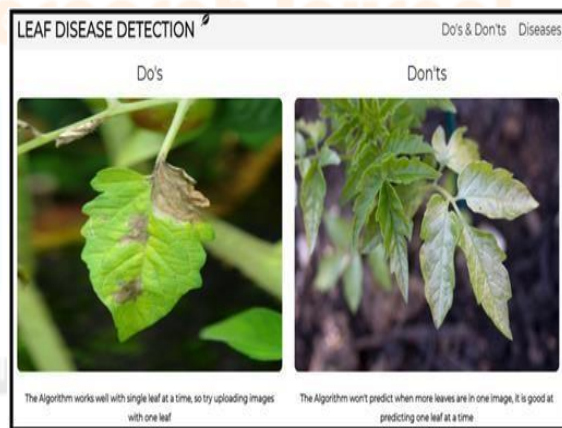 LEAF DISEASE DETECTION
Do's & Don'ts Diseases
Do's
Don'ts
The Algorithm works well with single leaf at a time, so try uploading images
with one leaf
The Algorithm won't predict when more leaves are in one image, it is good at
predicting one leaf at a time